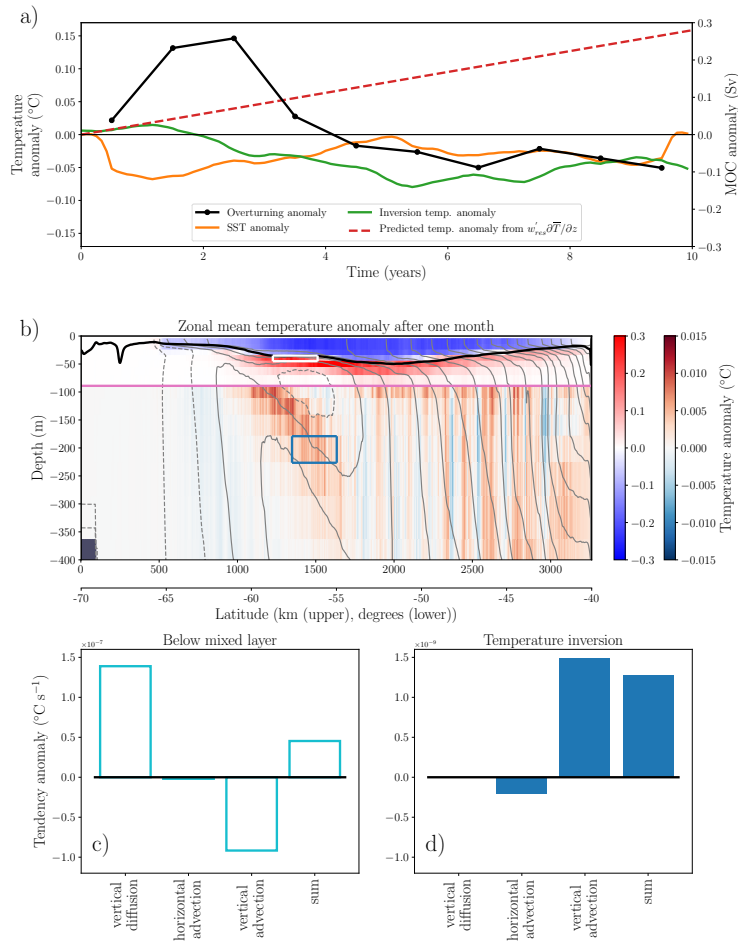 a)
0.15
0.10
0.05
0.00
−0.05
−0.10
−0.15
Temperature
anomaly (°C)
0.3
0.2
0.1
0.0
−0.1
−0.2
−0.3
MOC anomaly (Sv)
Overturning anomaly
SST anomaly
Inversion temp. anomaly
Predicted temp. anomaly from w′res ∂T̅/∂z
0 2 4 6 8 10
Time (years)
b)
Zonal mean temperature anomaly after one month
0
−50
−100
−150
−200
−250
−300
−350
−400
Depth (m)
0 500 1000 1500 2000 2500 3000
-70 -65 -60 -55 -50 -45 -40
Latitude (km (upper), degrees (lower))
0.3
0.2
0.1
0.0
−0.1
−0.2
−0.3
0.015
0.010
0.005
0.000
−0.005
−0.010
−0.015
Temperature anomaly (°C)
Below mixed layer
×10⁻⁷
1.5
1.0
0.5
0.0
−0.5
−1.0
Tendency anomaly (°C s⁻¹)
c)
vertical
diffusion
horizontal
advection
vertical
advection
sum
Temperature inversion
×10⁻⁹
1.5
1.0
0.5
0.0
−0.5
−1.0
d)
vertical
diffusion
horizontal
advection
vertical
advection
sum